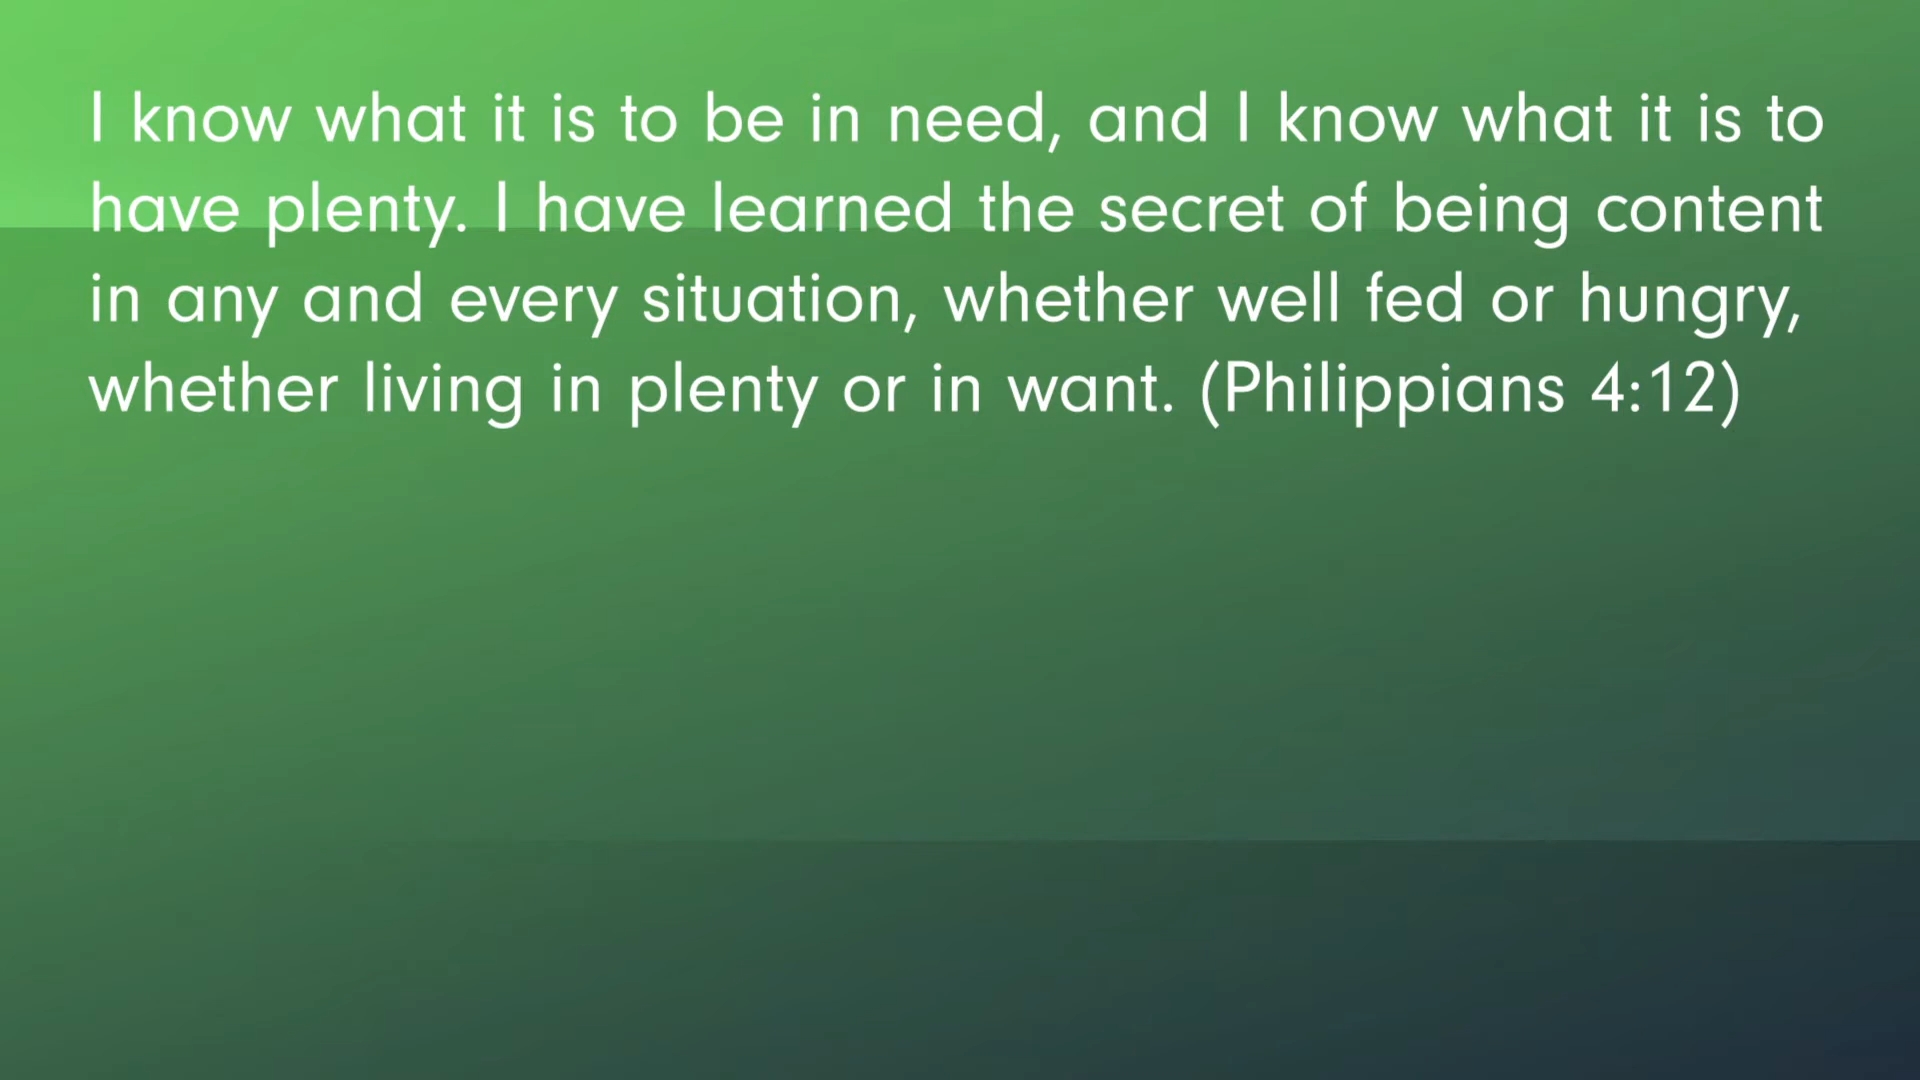 I know what it is to be in need, and I know what it is to
have plenty. I have learned the secret of being content
in any and every situation, whether well fed or hungry,
whether living in plenty or in want. (Philippians 4:12)